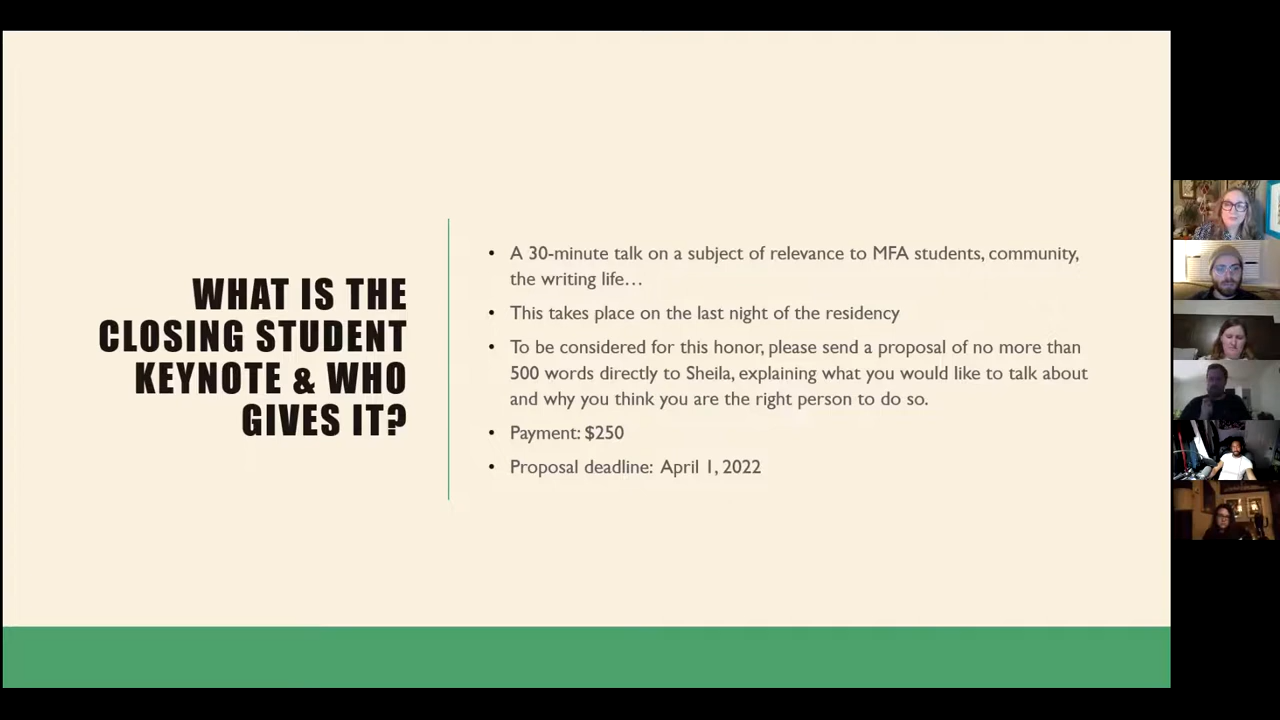 WHAT IS THE
CLOSING STUDENT
KEYNOTE & WHO
GIVES IT?
• A 30-minute talk on a subject of relevance to MFA students, community,
the writing life…
• This takes place on the last night of the residency
• To be considered for this honor, please send a proposal of no more than
500 words directly to Sheila, explaining what you would like to talk about
and why you think you are the right person to do so.
• Payment: $250
• Proposal deadline: April 1, 2022